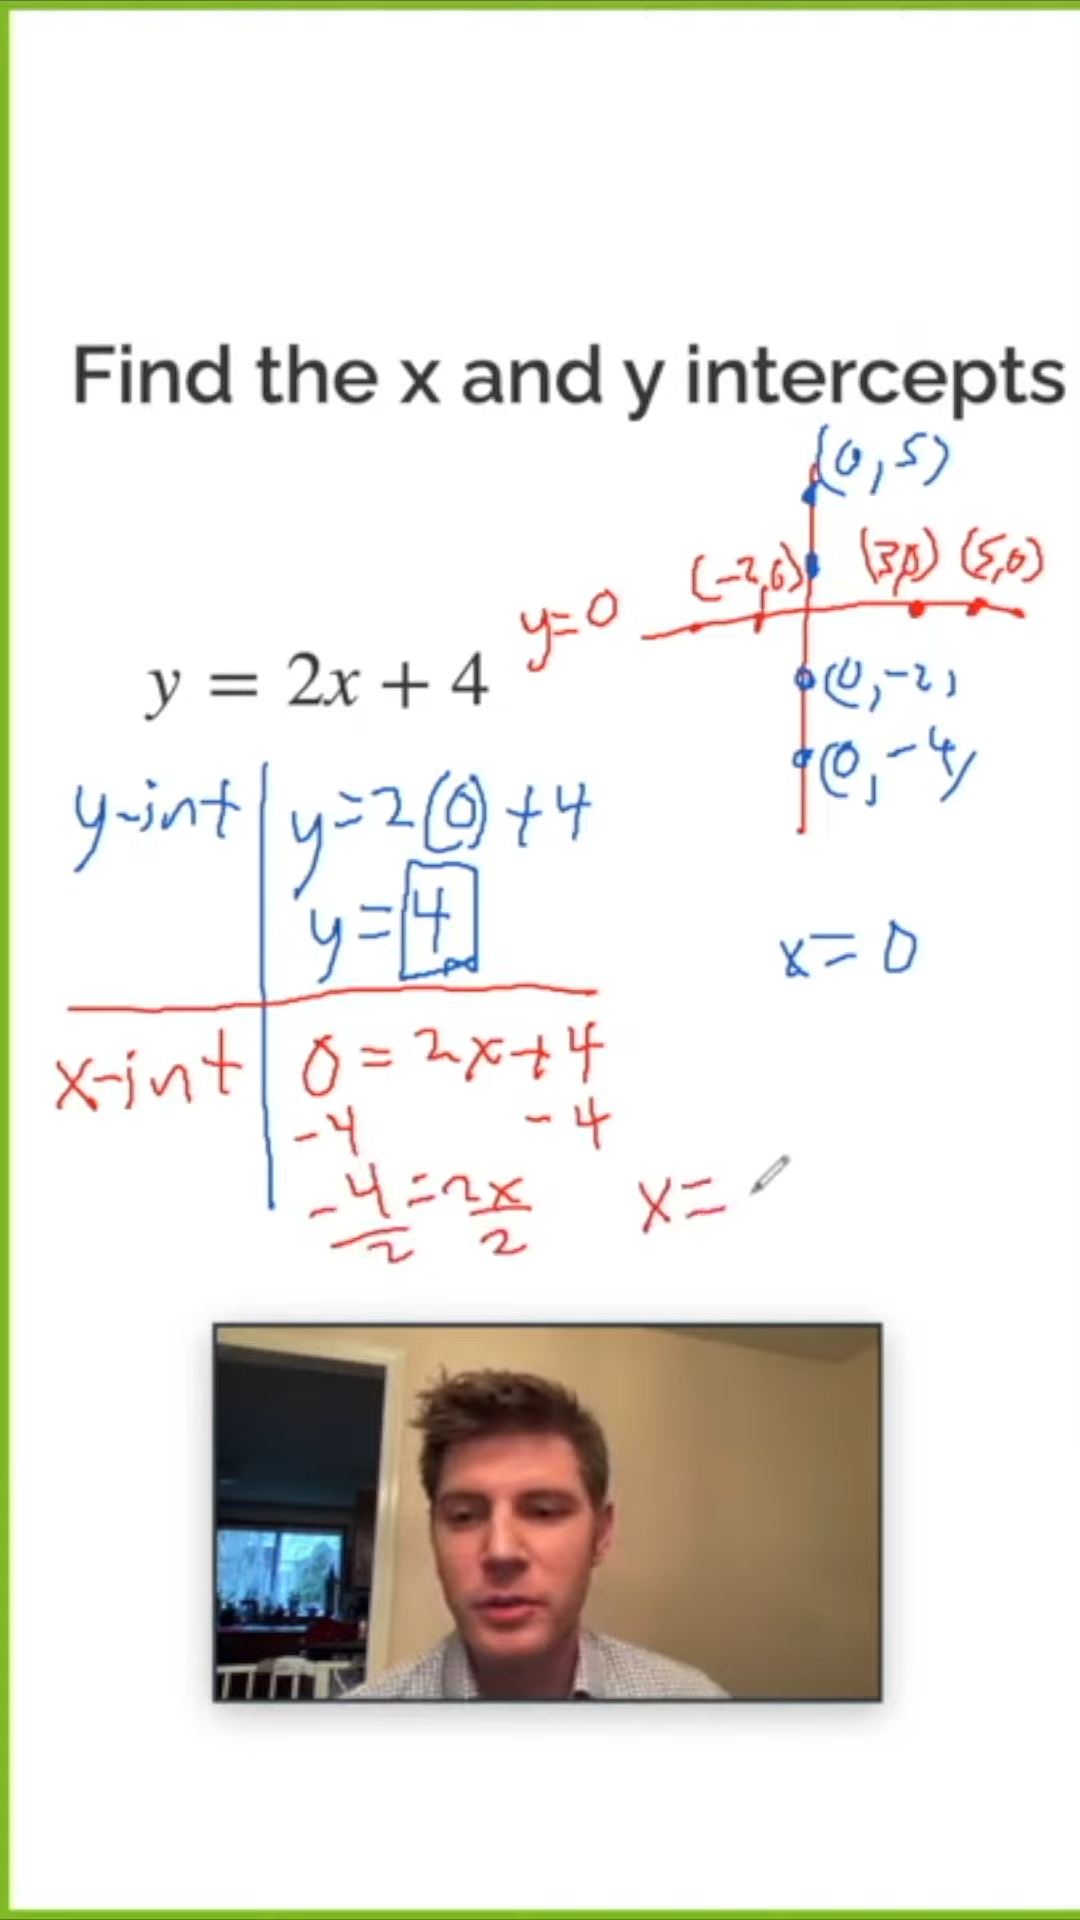 Find the x and y intercepts
(0, 5)
(-2,0) (3,0) (5,0)
y=0
y = 2x + 4
(0,-2)
(0, -4)
y-int y=2(0)+4
y=4
x= 0
x-int 0=2x+4
-4 -4
-4=2x x=
2 2